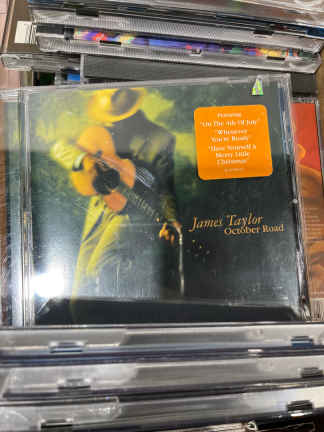 Featuring
"On The 4th Of July"
"Whenever
You're Ready"
"Have Yourself A
Merry Little
Christmas"
James Taylor
October Road